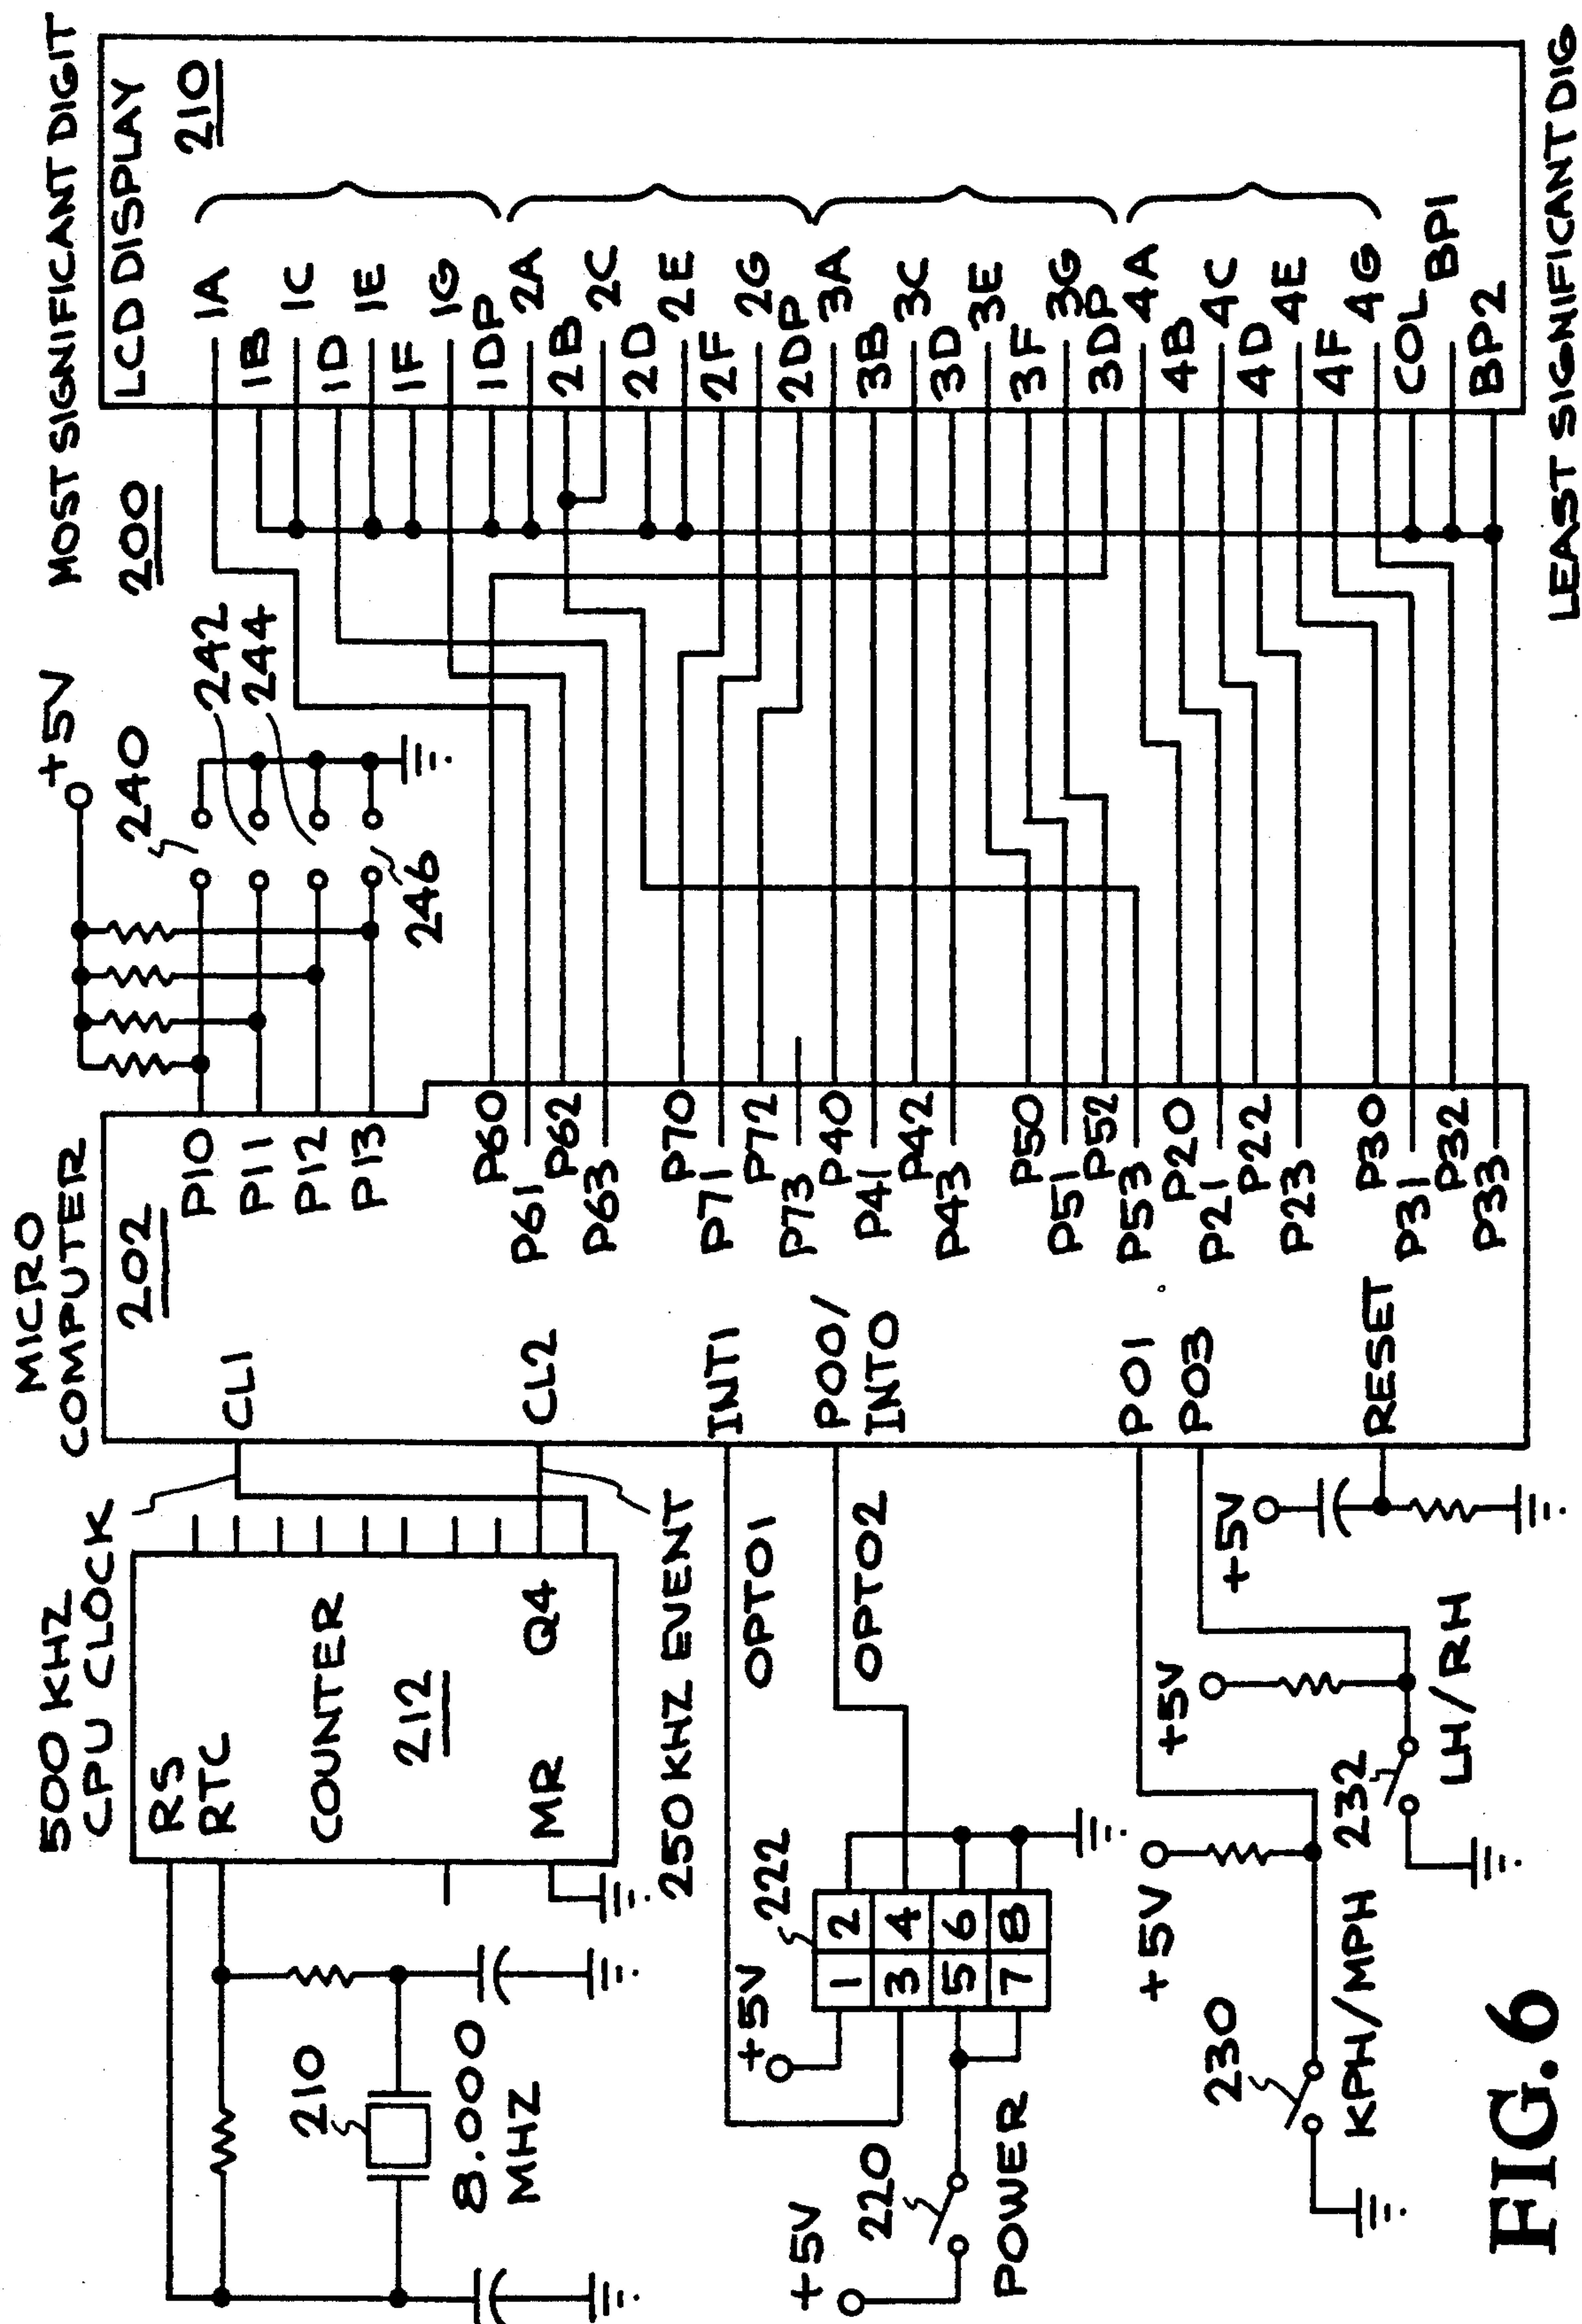 MICRO
COMPUTER
500 KHZ
CPU CLOCK
+5V
MOST SIGNIFICANT DIGIT
200
240
242
244
246
RS
RTC
COUNTER
212
MR
Q4
210
8.000
MHZ
250 KHZ EVENT
202
CL1
CL2
INT1
P00/
INT0
P01
P03
RESET
P10
P11
P12
P13
P60
P61
P62
P63
P70
P71
P72
P73
P40
P41
P42
P43
P50
P51
P52
P53
P20
P21
P22
P23
P30
P31
P32
P33
LCD DISPLAY
210
1A
1B
1C
1D
1E
1F
1G
1DP
2A
2B
2C
2D
2E
2F
2G
2DP
3A
3B
3C
3D
3E
3F
3G
3DP
4A
4B
4C
4D
4E
4F
4G
COL
BP1
BP2
LEAST SIGNIFICANT DIG
OPTO1
OPTO2
+5V
222
1 2
3 4
5 6
7 8
+5V
220
POWER
+5V
230
KPH/MPH
+5V
232
LH/RH
+5V
FIG. 6